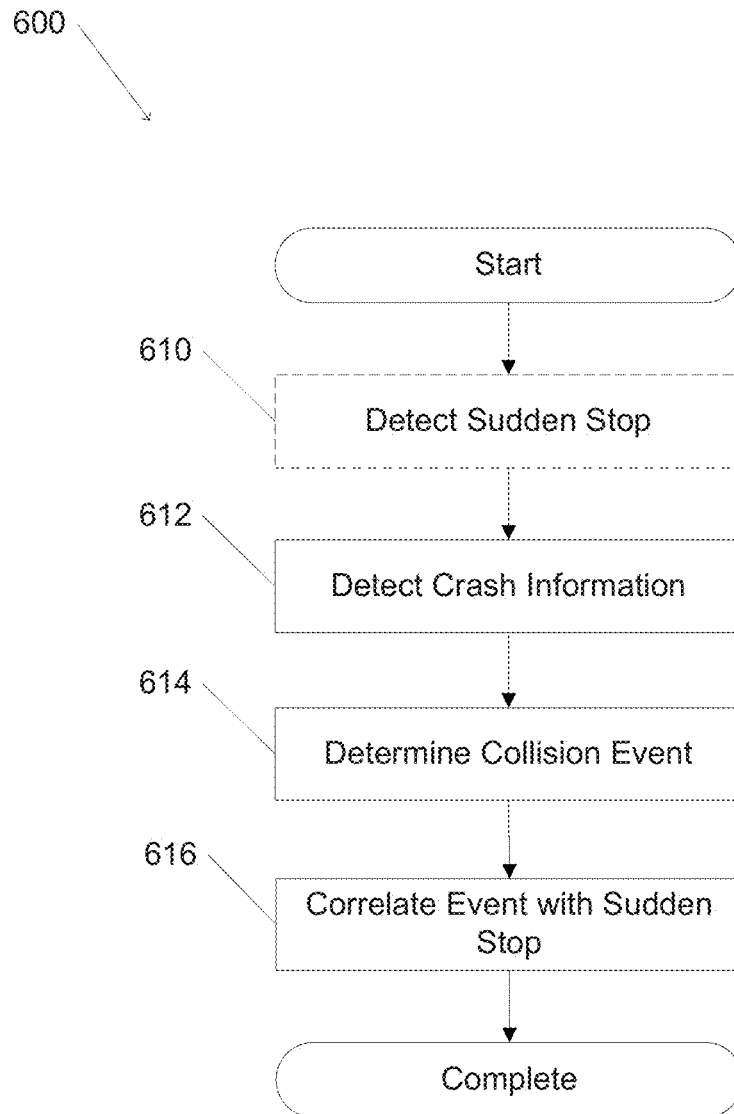 600
Start
610
Detect Sudden Stop
612
Detect Crash Information
614
Determine Collision Event
616
Correlate Event with Sudden
Stop
Complete